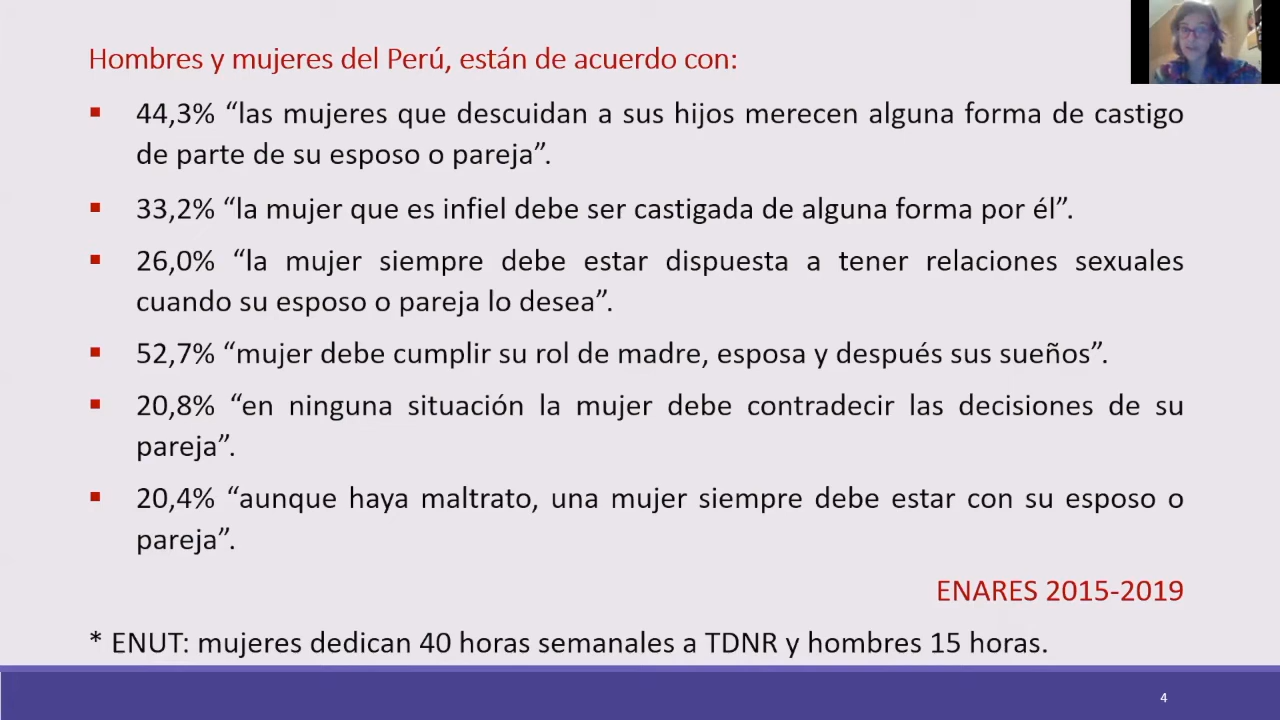 Hombres y mujeres del Perú, están de acuerdo con:
▪ 44,3% “las mujeres que descuidan a sus hijos merecen alguna forma de castigo
de parte de su esposo o pareja”.
▪ 33,2% “la mujer que es infiel debe ser castigada de alguna forma por él”.
▪ 26,0% “la mujer siempre debe estar dispuesta a tener relaciones sexuales
cuando su esposo o pareja lo desea”.
▪ 52,7% “mujer debe cumplir su rol de madre, esposa y después sus sueños”.
▪ 20,8% “en ninguna situación la mujer debe contradecir las decisiones de su
pareja”.
▪ 20,4% “aunque haya maltrato, una mujer siempre debe estar con su esposo o
pareja”.
ENARES 2015-2019
* ENUT: mujeres dedican 40 horas semanales a TDNR y hombres 15 horas.
4